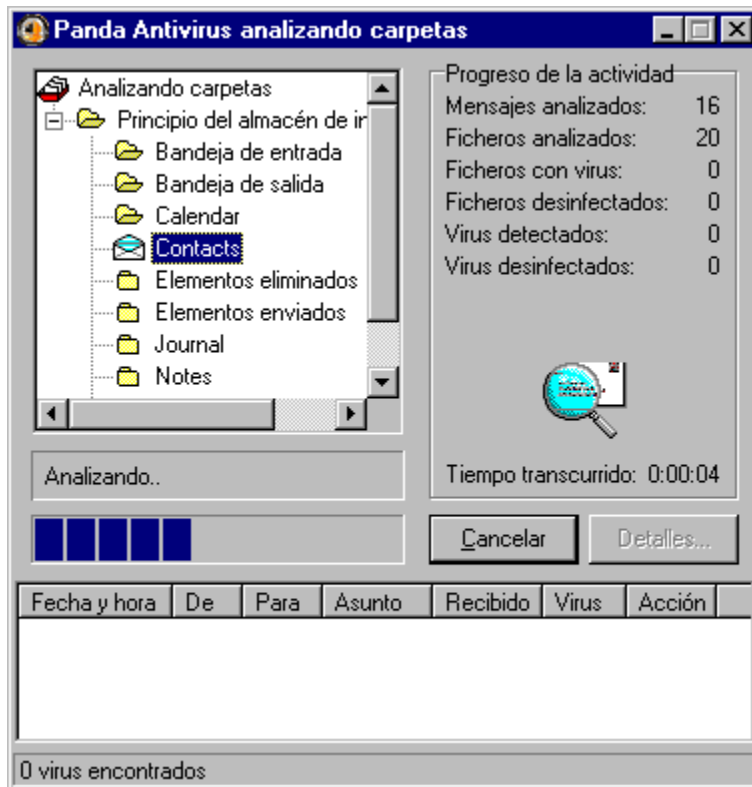 Panda Antivirus analizando carpetas
Analizando carpetas
Principio del almacén de in
Bandeja de entrada
Bandeja de salida
Calendar
Contacts
Elementos eliminados
Elementos enviados
Journal
Notes
Progreso de la actividad
Mensajes analizados: 16
Ficheros analizados: 20
Ficheros con virus: 0
Ficheros desinfectados: 0
Virus detectados: 0
Virus desinfectados: 0
Tiempo transcurrido: 0:00:04
Analizando..
Cancelar Detalles...
Fecha y hora De Para Asunto Recibido Virus Acción
0 virus encontrados